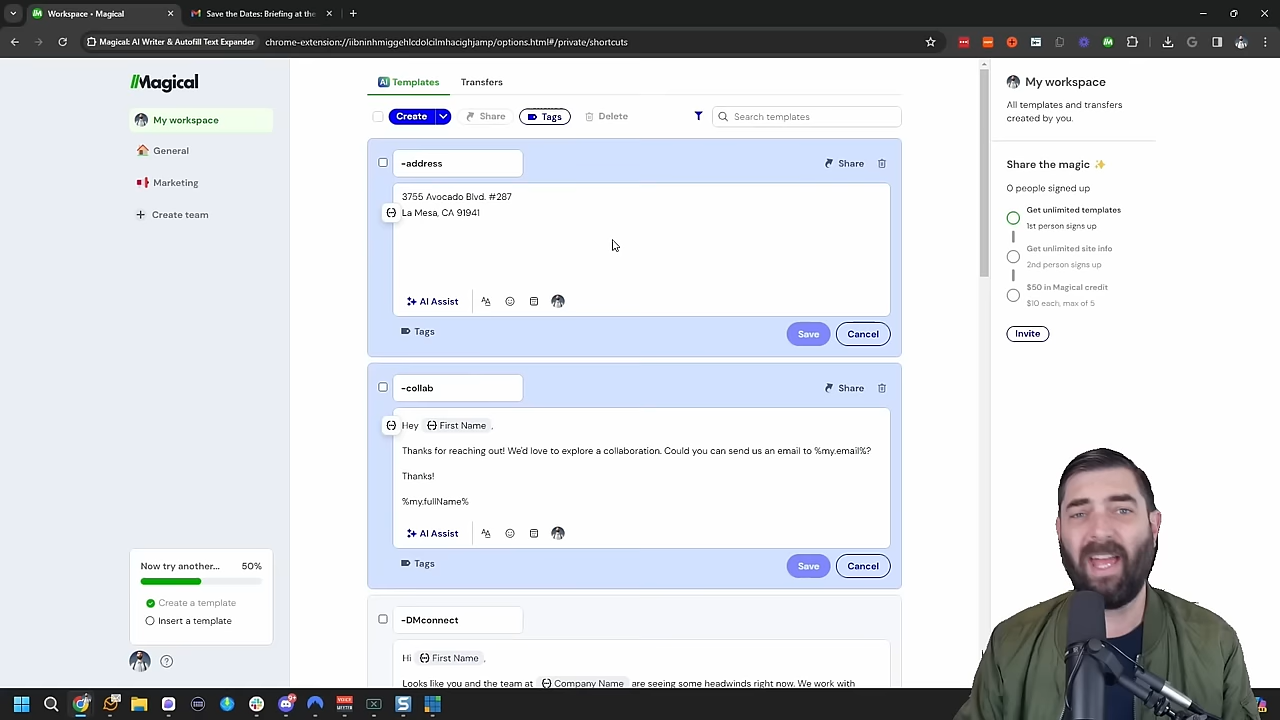 Workspace • Magical
Save the Dates: Briefing at the
Magical: AI Writer & Autofill Text Expander
chrome-extension://iibninhmiggehlcdolcilmhacighjamp/options.html#/private/shortcuts
Magical
My workspace
General
Marketing
Create team
Now try another...
50%
Create a template
Insert a template
AI Templates
Transfers
Create
Share
Tags
Delete
Search templates
-address
Share
3755 Avocado Blvd. #287
La Mesa, CA 91941
AI Assist
Tags
Save
Cancel
-collab
Share
Hey First Name ,
Thanks for reaching out! We'd love to explore a collaboration. Could you can send us an email to %my.email%?
Thanks!
%my.fullName%
AI Assist
Tags
Save
Cancel
-DMconnect
Hi First Name ,
Looks like you and the team at Company Name are seeing some headwinds right now. We work with
My workspace
All templates and transfers
created by you.
Share the magic
0 people signed up
Get unlimited templates
1st person signs up
Get unlimited site info
2nd person signs up
$50 in Magical credit
$10 each, max of 5
Invite